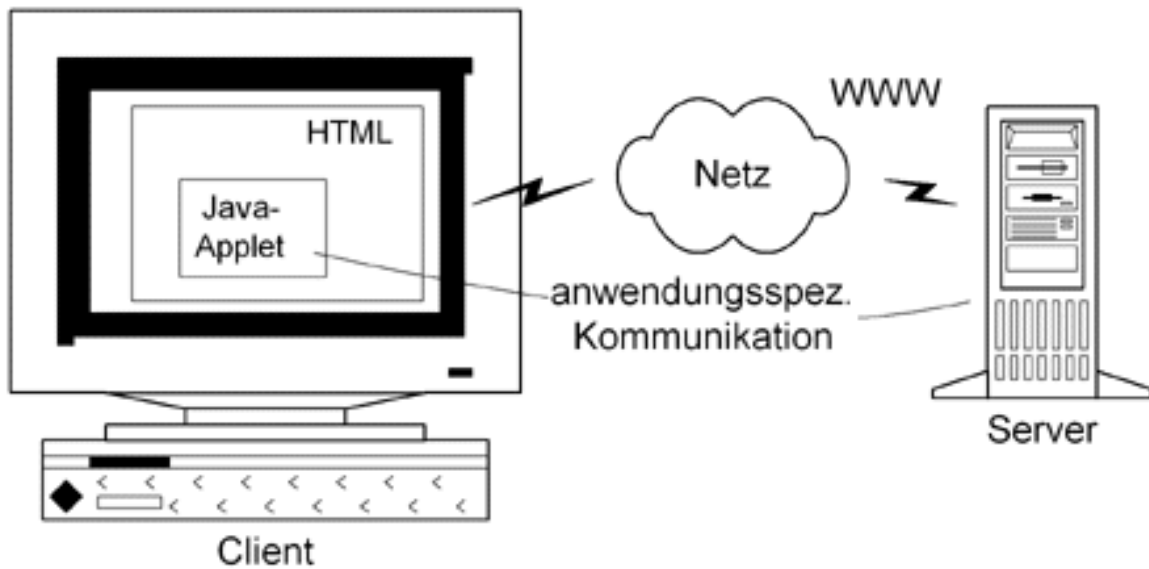 WWW
HTML
Netz
Java-
Applet
anwendungsspez.
Kommunikation
Server
Client